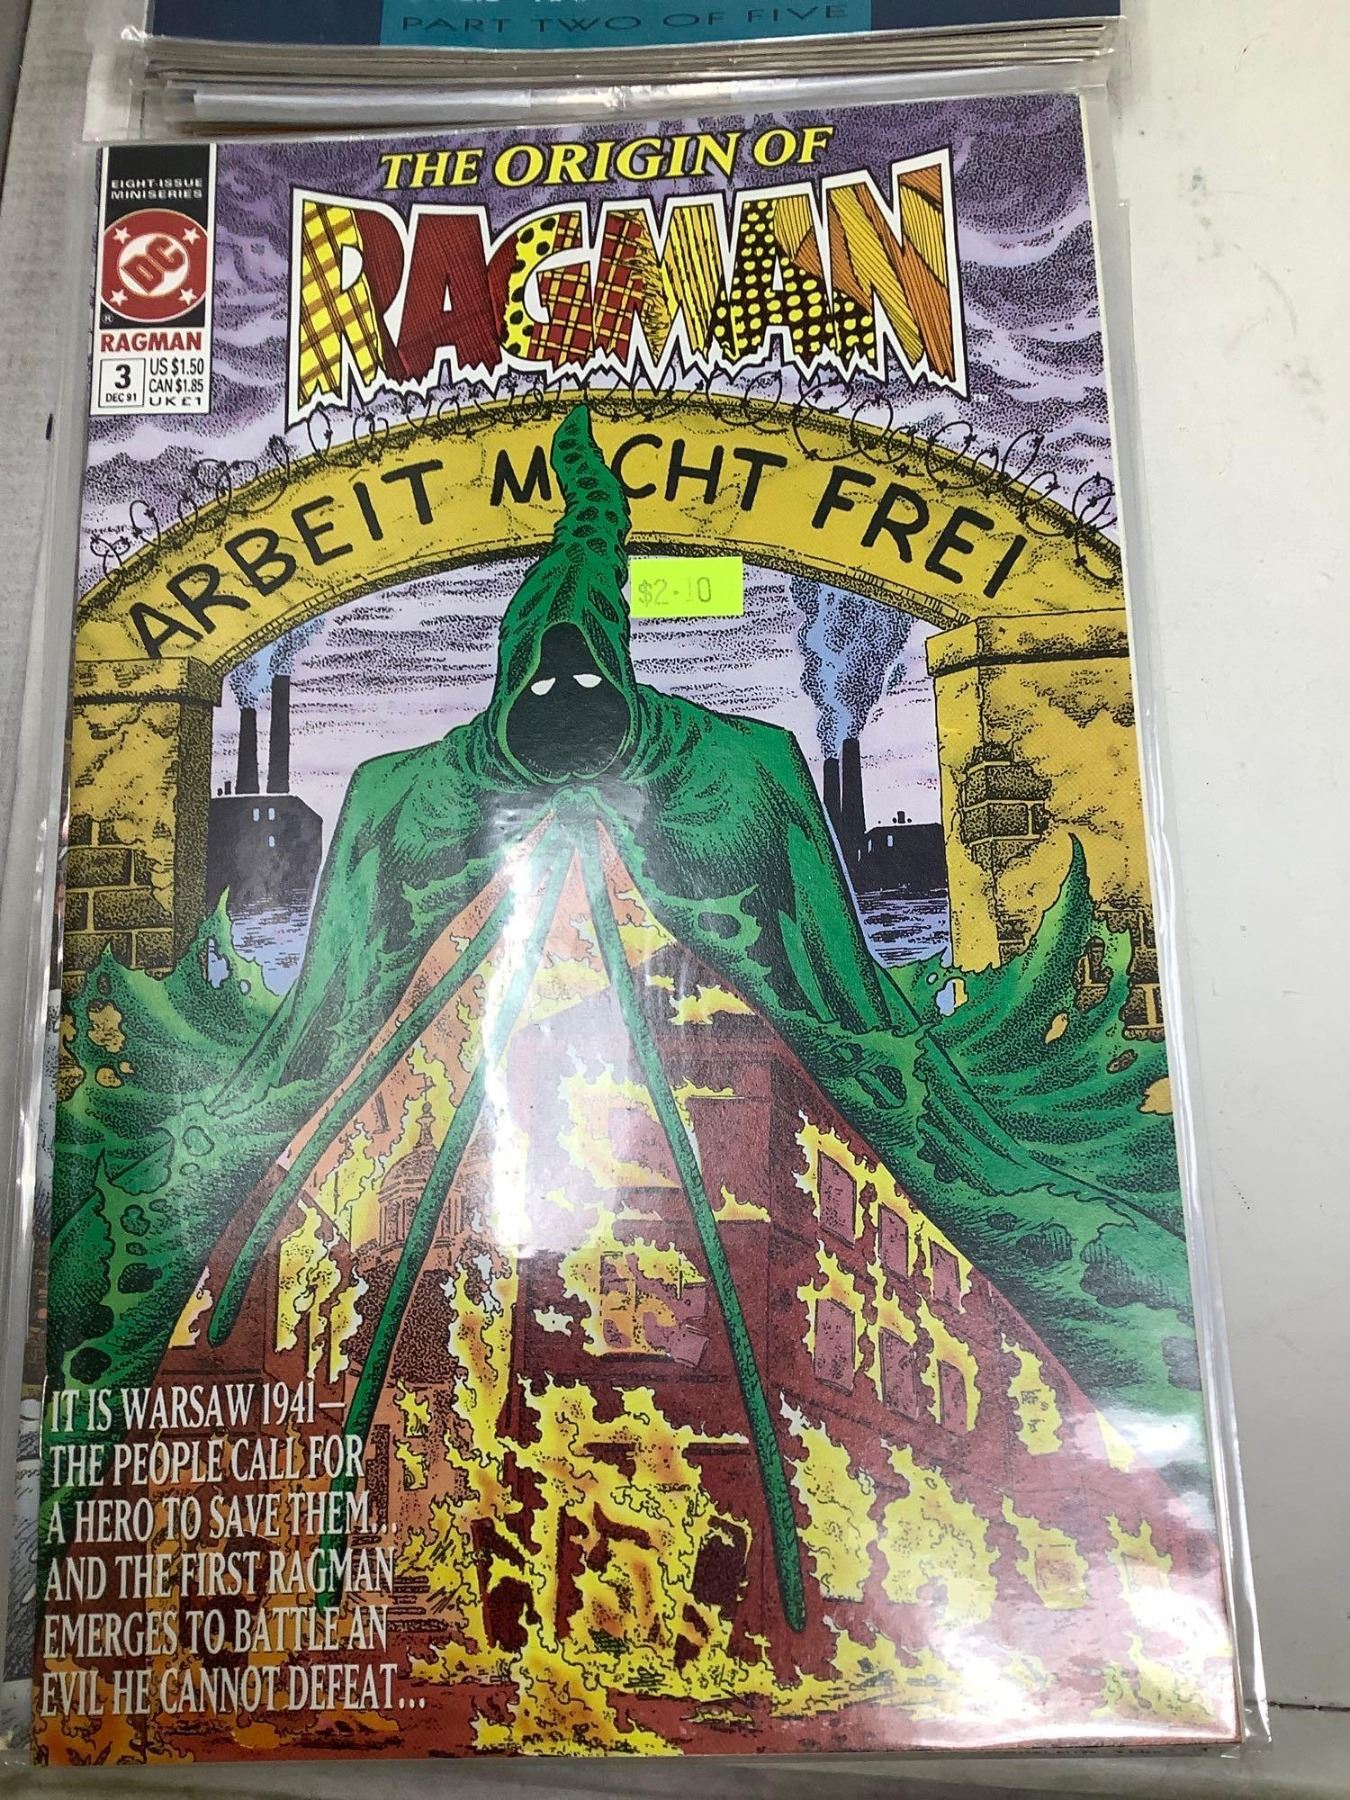 PART TWO OF FIVE
EIGHT-ISSUE
MINISERIES
DC
®
RAGMAN
3
DEC 91
US $1.50
CAN $1.85
UK £1
THE ORIGIN OF
RAGMAN
ARBEIT M CHT FREI
$2.10
IT IS WARSAW 1941—
THE PEOPLE CALL FOR
A HERO TO SAVE THEM...
AND THE FIRST RAGMAN
EMERGES TO BATTLE AN
EVIL HE CANNOT DEFEAT...